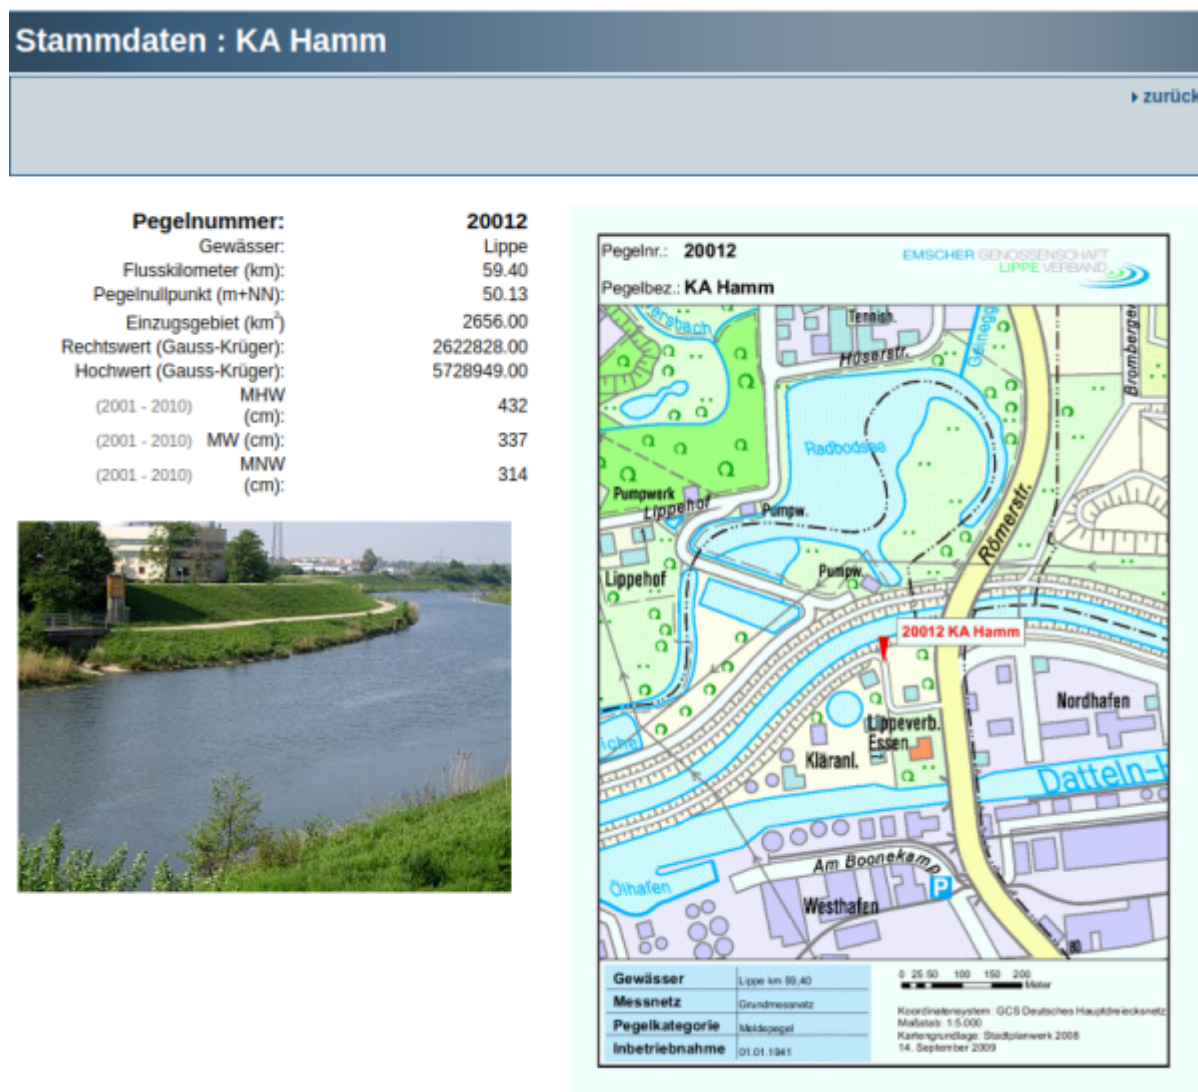 Stammdaten : KA Hamm
zurück
Pegelnummer: 20012
Gewässer: Lippe
Flusskilometer (km): 59.40
Pegelnullpunkt (m+NN): 50.13
Einzugsgebiet (km²) 2656.00
Rechtswert (Gauss-Krüger): 2622828.00
Hochwert (Gauss-Krüger): 5728949.00
(2001 - 2010) MHW (cm): 432
(2001 - 2010) MW (cm): 337
(2001 - 2010) MNW (cm): 314
Pegelnr.: 20012
EMSCHER GENOSSENSCHAFT
LIPPE VERBAND
Pegelbez.: KA Hamm
Tennish.
Hüserstr.
Radbodsee
Pumpwerk
Lippehof
Pumpw.
Römerstr.
Lippehof
Pumpw.
20012 KA Hamm
Nordhafen
Lippeverb.
Essen
Kläranl.
Datteln-
Am Boonekamp
Ölhafen
P
Westhafen
80
Gewässer Lippe km 59,40
Messnetz Grundmessnetz
Pegelkategorie Meldepegel
Inbetriebnahme 01.01.1941
0 25 50 100 150 200
Meter
Koordinatensystem: GCS Deutsches Hauptdreiecksnetz
Maßstab: 1:5.000
Kartengrundlage: Stadtplanwerk 2008
14. September 2009